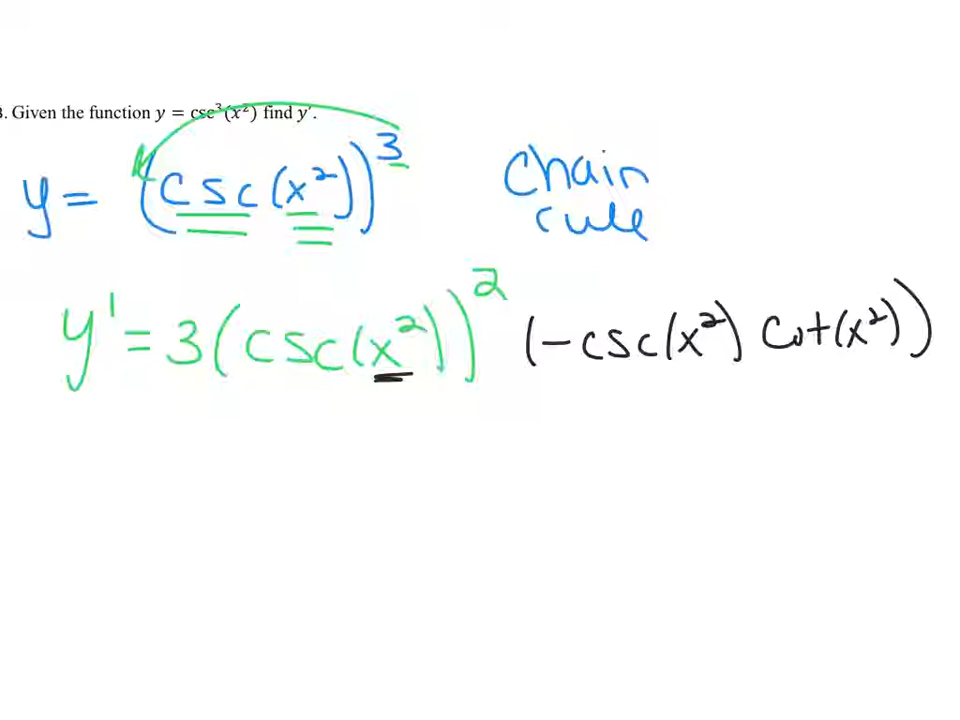 3. Given the function y = csc³(x²) find y′.
y = (csc(x²))³ chain rule
y' = 3(csc(x²))² (-csc(x²) cot(x²))